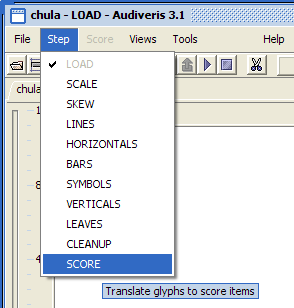 chula - LOAD - Audiveris 3.1
File Step Score Views Tools Help
chula
LOAD
SCALE
SKEW
LINES
HORIZONTALS
BARS
SYMBOLS
VERTICALS
LEAVES
CLEANUP
SCORE
Translate glyphs to score items